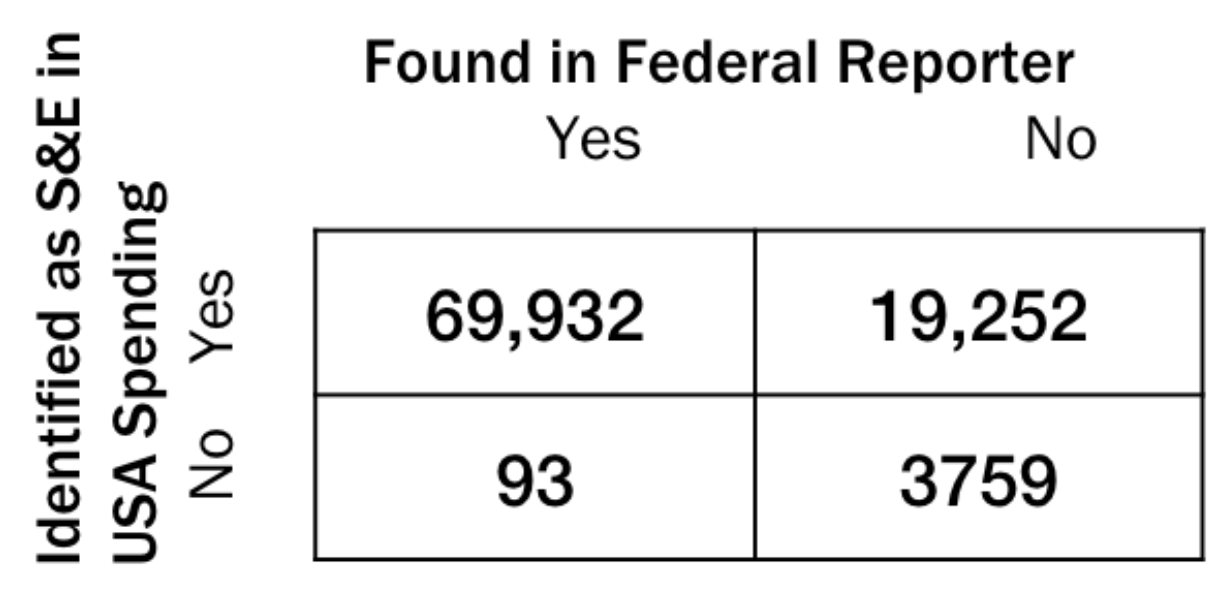 Found in Federal Reporter
Yes No
Identified as S&E in
USA Spending
Yes
69,932 19,252
No
93 3759